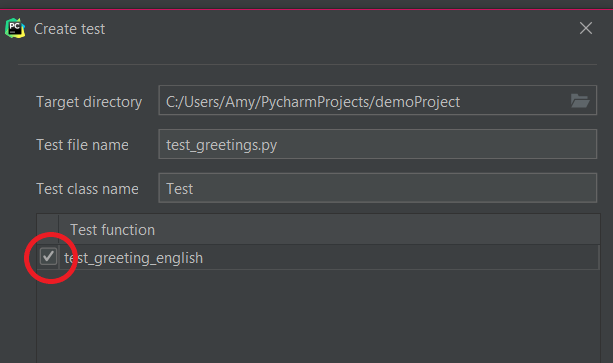 PC
Create test
Target directory C:/Users/Amy/PycharmProjects/demoProject
Test file name test_greetings.py
Test class name Test
Test function
test_greeting_english